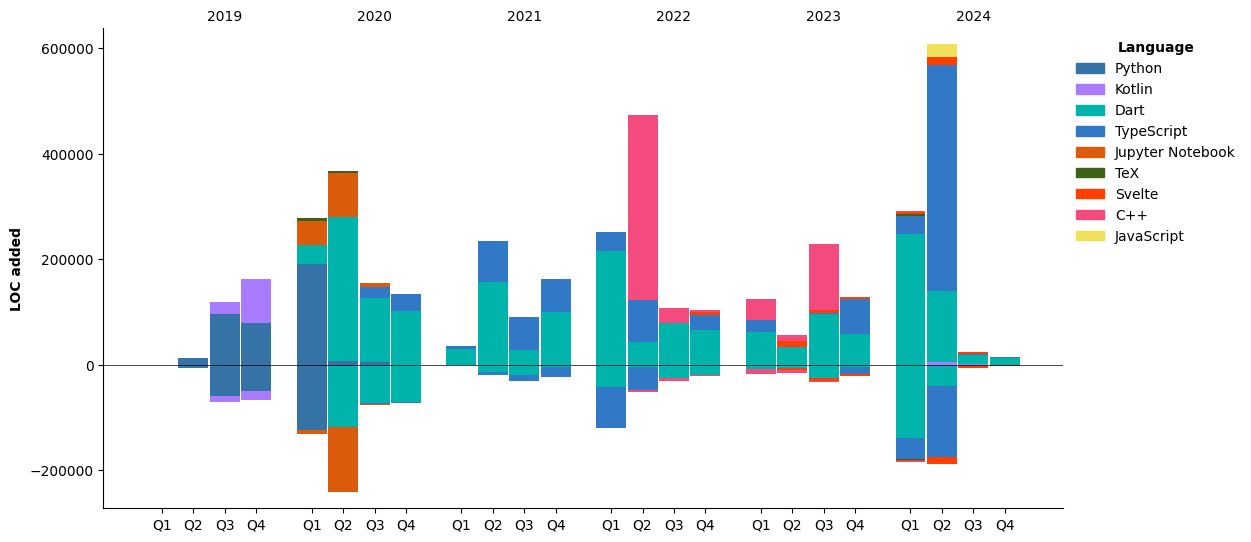 2019 2020 2021 2022 2023 2024
600000
400000
200000
0
−200000
LOC added
Q1 Q2 Q3 Q4 Q1 Q2 Q3 Q4 Q1 Q2 Q3 Q4 Q1 Q2 Q3 Q4 Q1 Q2 Q3 Q4 Q1 Q2 Q3 Q4
Language
Python
Kotlin
Dart
TypeScript
Jupyter Notebook
TeX
Svelte
C++
JavaScript